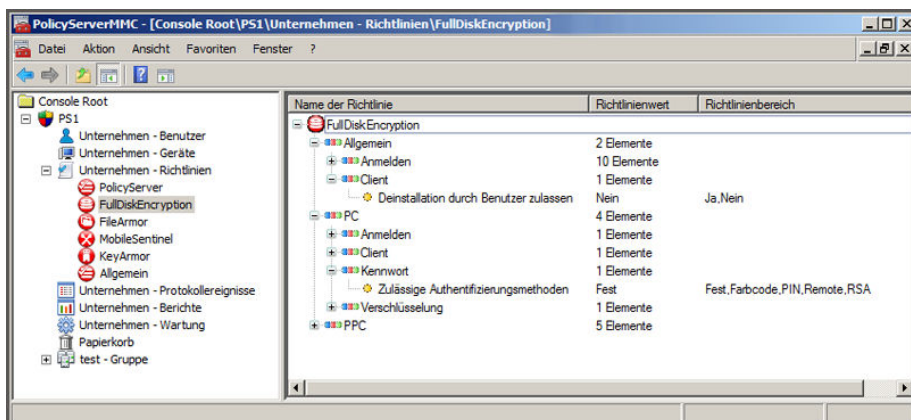 PolicyServerMMC - [Console Root\PS1\Unternehmen - Richtlinien\FullDiskEncryption]
Datei Aktion Ansicht Favoriten Fenster ?
Console Root
PS1
Unternehmen - Benutzer
Unternehmen - Geräte
Unternehmen - Richtlinien
PolicyServer
FullDiskEncryption
FileArmor
MobileSentinel
KeyArmor
Allgemein
Unternehmen - Protokollereignisse
Unternehmen - Berichte
Unternehmen - Wartung
Papierkorb
test - Gruppe
Name der Richtlinie Richtlinienwert Richtlinienbereich
FullDiskEncryption
Allgemein 2 Elemente
Anmelden 10 Elemente
Client 1 Elemente
Deinstallation durch Benutzer zulassen Nein Ja,Nein
PC 4 Elemente
Anmelden 1 Elemente
Client 1 Elemente
Kennwort 1 Elemente
Zulässige Authentifizierungsmethoden Fest Fest,Farbcode,PIN,Remote,RSA
Verschlüsselung 1 Elemente
PPC 5 Elemente